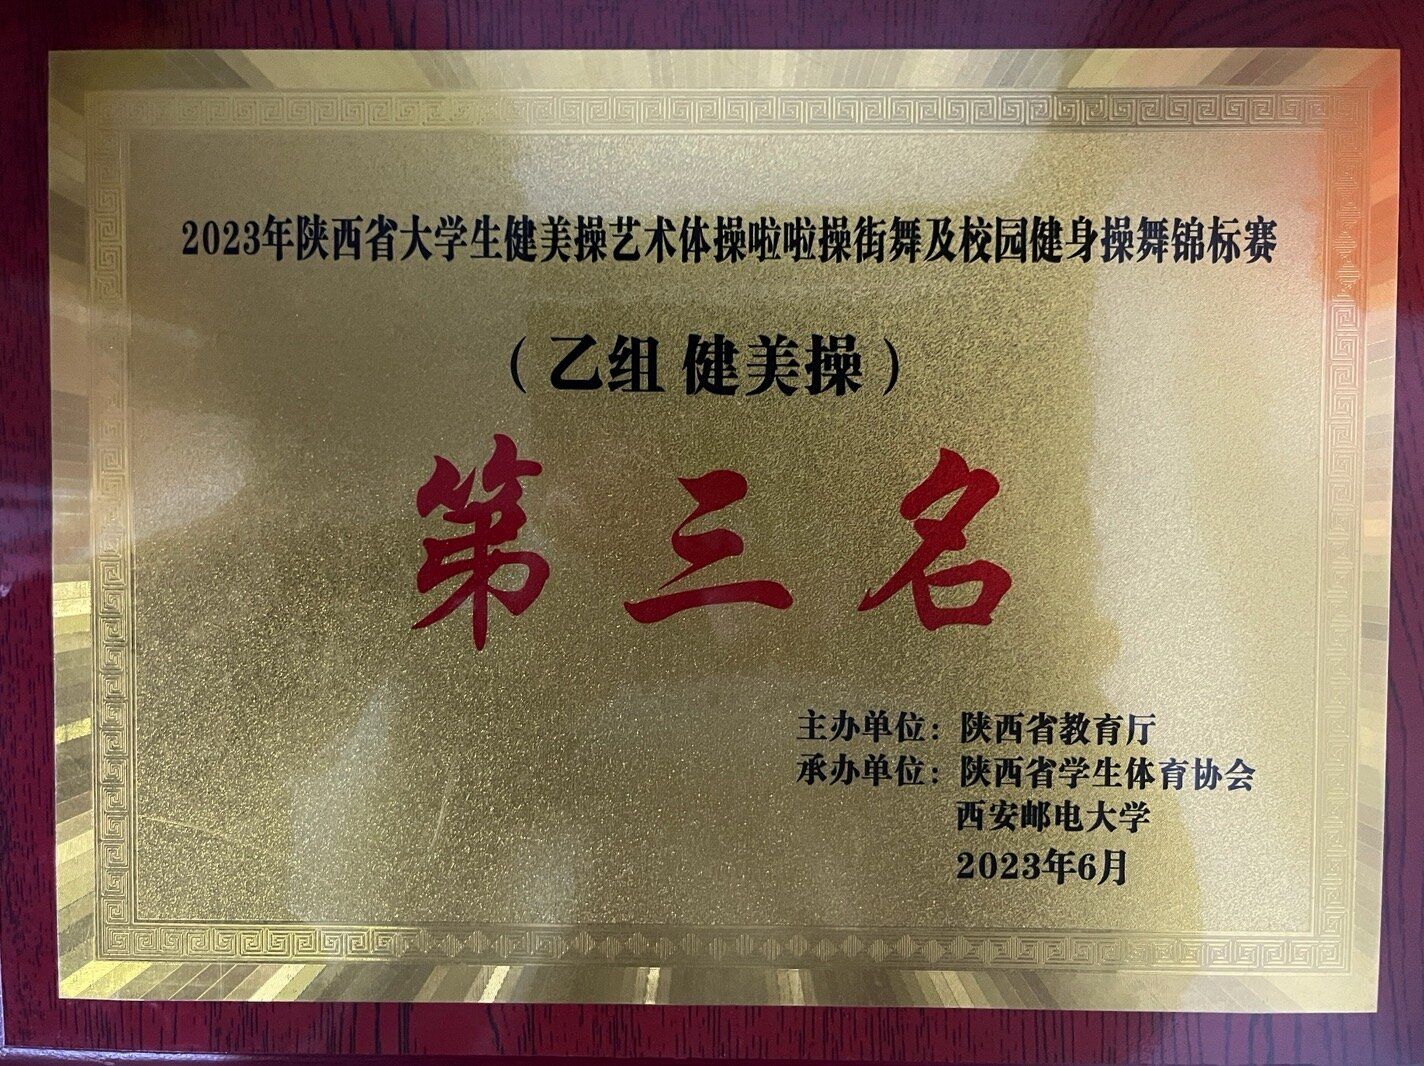 2023年陕西省大学生健美操艺术体操啦啦操街舞及校园健身操舞锦标赛
（乙组 健美操）
第三名
主办单位：陕西省教育厅
承办单位：陕西省学生体育协会
西安邮电大学
2023年6月